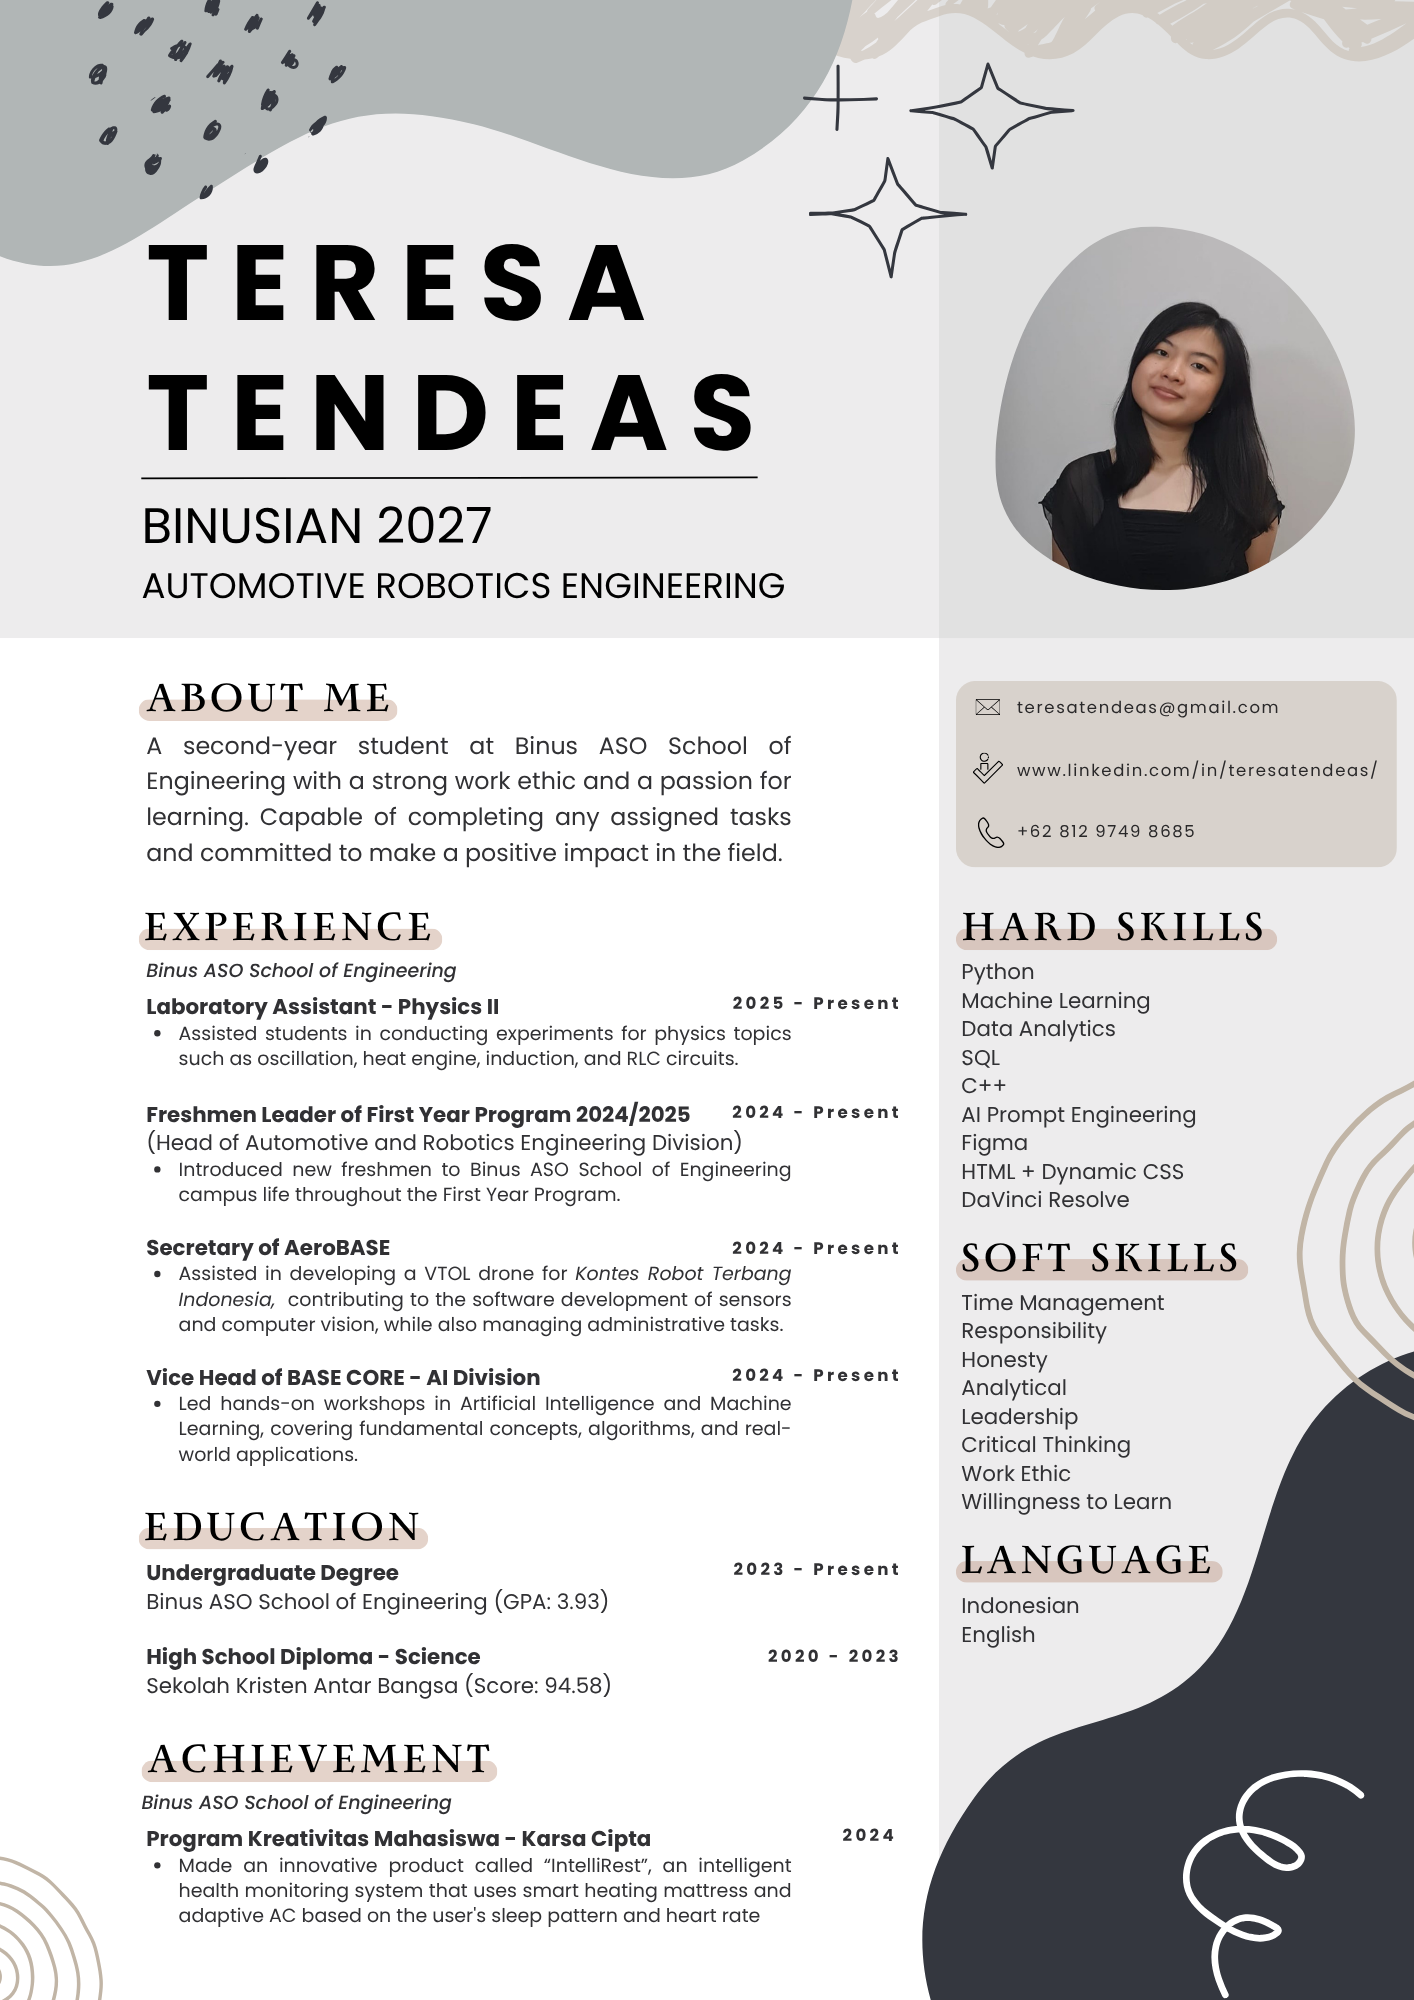 TERESA
TENDEAS
BINUSIAN 2027
AUTOMOTIVE ROBOTICS ENGINEERING
ABOUT ME
A second-year student at Binus ASO School of
Engineering with a strong work ethic and a passion for
learning. Capable of completing any assigned tasks
and committed to make a positive impact in the field.
EXPERIENCE
Binus ASO School of Engineering
Laboratory Assistant - Physics II 2025 - Present
• Assisted students in conducting experiments for physics topics
such as oscillation, heat engine, induction, and RLC circuits.
Freshmen Leader of First Year Program 2024/2025 2024 - Present
(Head of Automotive and Robotics Engineering Division)
• Introduced new freshmen to Binus ASO School of Engineering
campus life throughout the First Year Program.
Secretary of AeroBASE 2024 - Present
• Assisted in developing a VTOL drone for Kontes Robot Terbang
Indonesia, contributing to the software development of sensors
and computer vision, while also managing administrative tasks.
Vice Head of BASE CORE - AI Division 2024 - Present
• Led hands-on workshops in Artificial Intelligence and Machine
Learning, covering fundamental concepts, algorithms, and real-
world applications.
EDUCATION
Undergraduate Degree 2023 - Present
Binus ASO School of Engineering (GPA: 3.93)
High School Diploma - Science 2020 - 2023
Sekolah Kristen Antar Bangsa (Score: 94.58)
ACHIEVEMENT
Binus ASO School of Engineering
Program Kreativitas Mahasiswa - Karsa Cipta 2024
• Made an innovative product called “IntelliRest”, an intelligent
health monitoring system that uses smart heating mattress and
adaptive AC based on the user's sleep pattern and heart rate
teresatendeas@gmail.com
www.linkedin.com/in/teresatendeas/
+62 812 9749 8685
HARD SKILLS
Python
Machine Learning
Data Analytics
SQL
C++
AI Prompt Engineering
Figma
HTML + Dynamic CSS
DaVinci Resolve
SOFT SKILLS
Time Management
Responsibility
Honesty
Analytical
Leadership
Critical Thinking
Work Ethic
Willingness to Learn
LANGUAGE
Indonesian
English